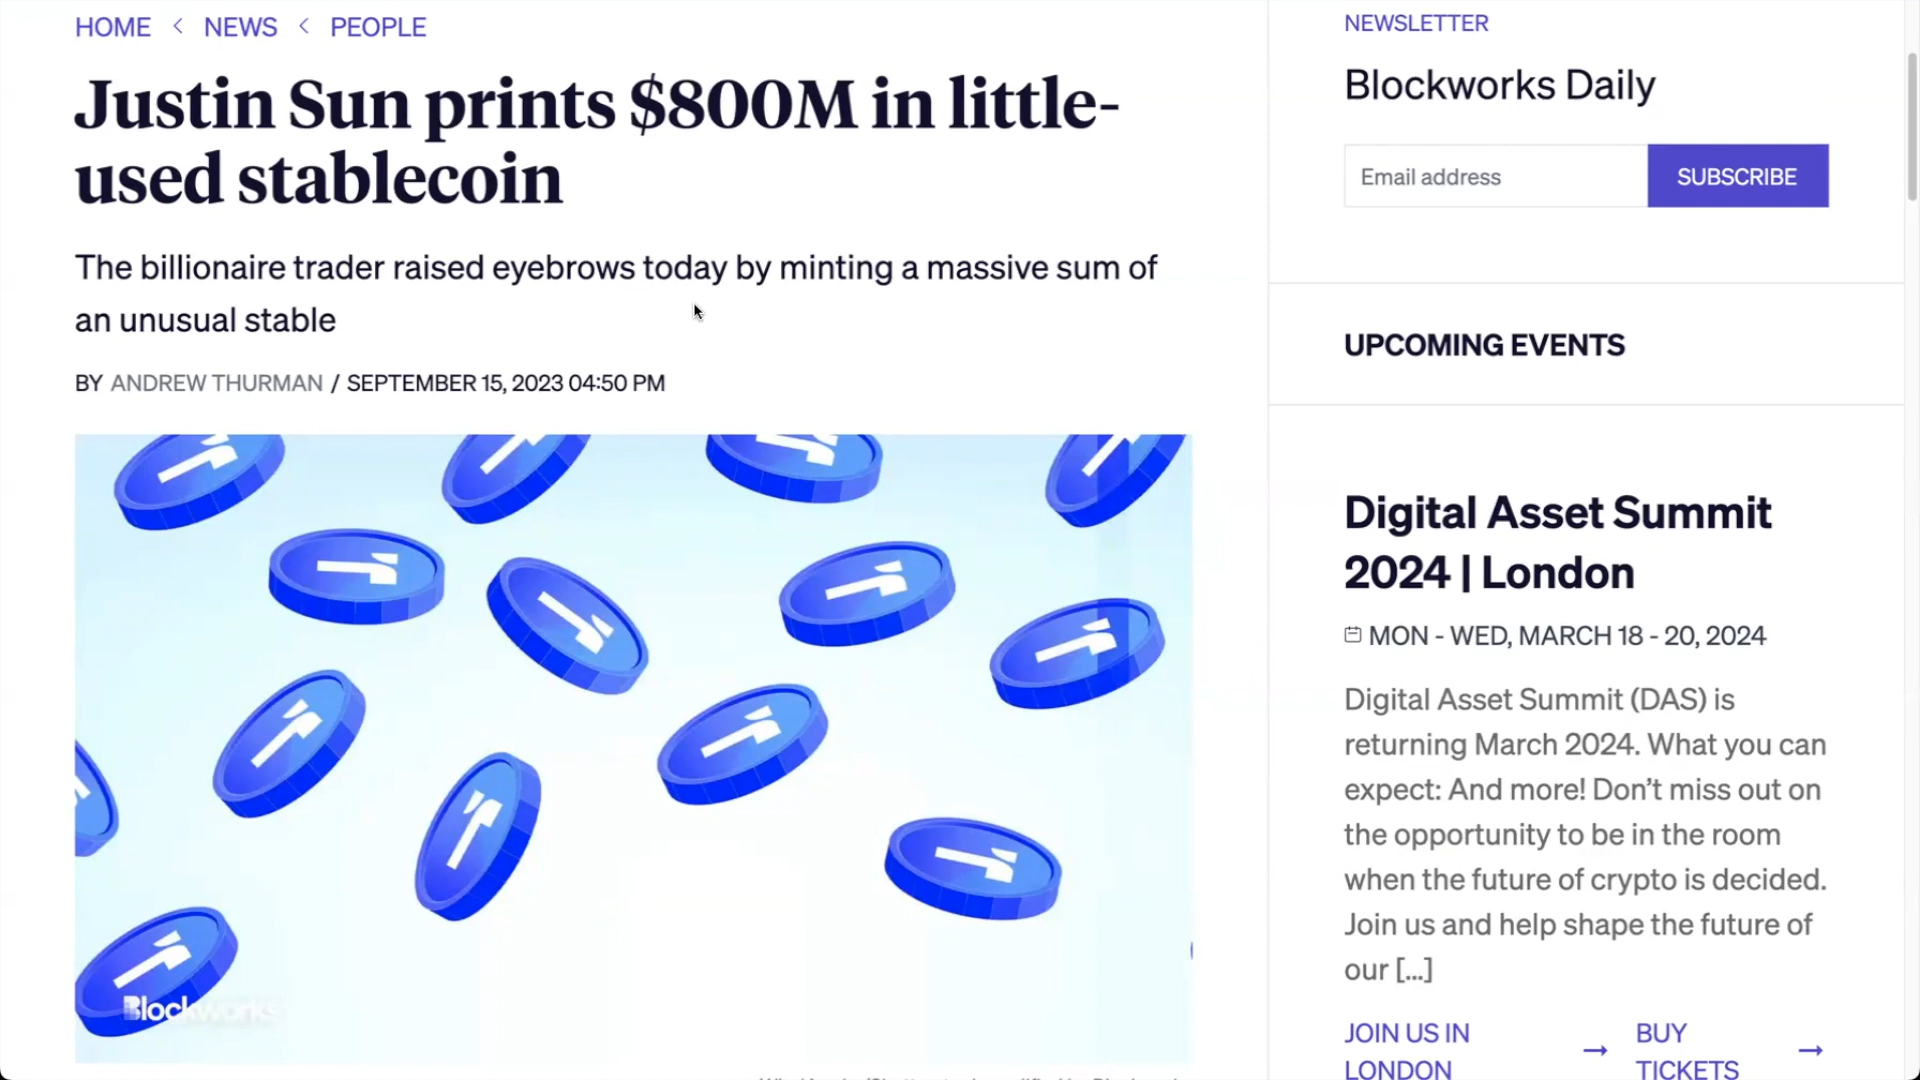 HOME < NEWS < PEOPLE
Justin Sun prints $800M in little-
used stablecoin
The billionaire trader raised eyebrows today by minting a massive sum of
an unusual stable
BY ANDREW THURMAN / SEPTEMBER 15, 2023 04:50 PM
Blockworks
NEWSLETTER
Blockworks Daily
Email address
SUBSCRIBE
UPCOMING EVENTS
Digital Asset Summit
2024 | London
MON - WED, MARCH 18 - 20, 2024
Digital Asset Summit (DAS) is
returning March 2024. What you can
expect: And more! Don’t miss out on
the opportunity to be in the room
when the future of crypto is decided.
Join us and help shape the future of
our [...]
JOIN US IN
LONDON
BUY
TICKETS